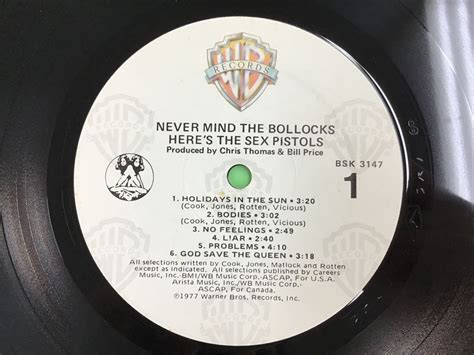 WB
RECORDS
NEVER MIND THE BOLLOCKS
HERE'S THE SEX PISTOLS
Produced by Chris Thomas & Bill Price
BSK 3147
1
1. HOLIDAYS IN THE SUN • 3:20
(Cook, Jones, Rotten, Vicious)
2. BODIES • 3:02
(Cook, Jones, Rotten, Vicious)
3. NO FEELINGS • 2:49
4. LIAR • 2:40
5. PROBLEMS • 4:10
6. GOD SAVE THE QUEEN • 3:18
All selections written by Cook, Jones, Matlock and Rotten
except as indicated. All selections published by Careers
Music, Inc.-BMI/WB Music Corp.-ASCAP, For U.S.A.
Arista Music, Inc./WB Music Corp.-
ASCAP, For Canada.
©1977 Warner Bros. Records, Inc.